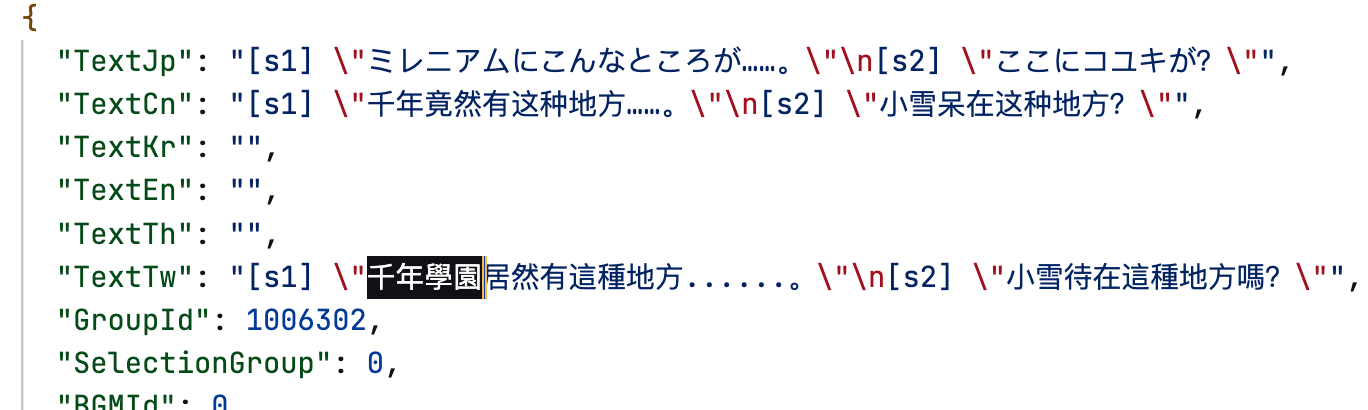 {
"TextJp": "[s1] \"ミレニアムにこんなところが……。\"\n[s2] \"ここにコユキが？\"",
"TextCn": "[s1] \"千年竟然有这种地方……。\"\n[s2] \"小雪呆在这种地方？\"",
"TextKr": "",
"TextEn": "",
"TextTh": "",
"TextTw": "[s1] \"千年學園居然有這種地方......。\"\n[s2] \"小雪待在這種地方嗎？\"",
"GroupId": 1006302,
"SelectionGroup": 0,
"BGMId": 0